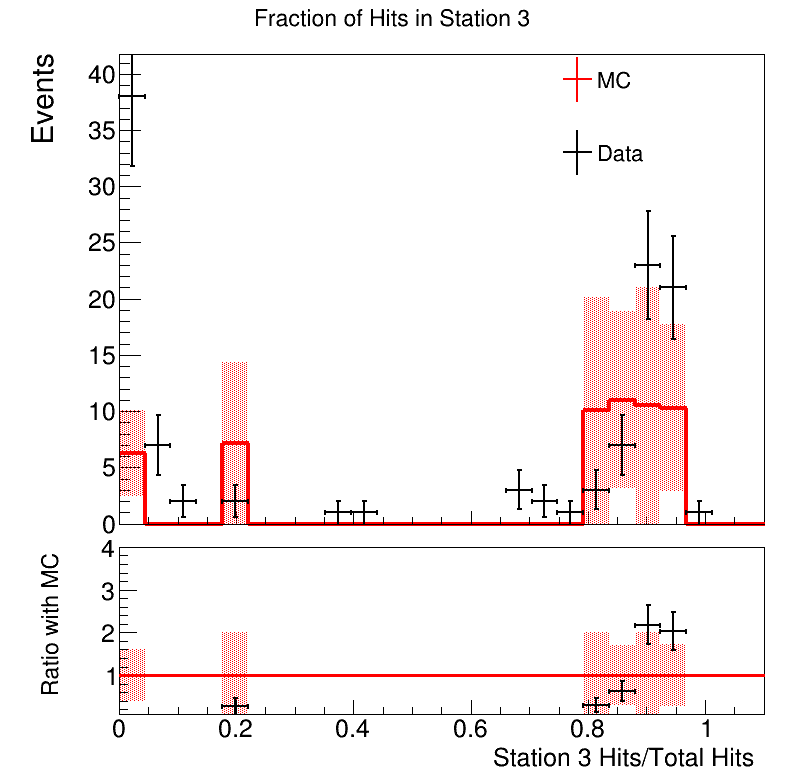 Fraction of Hits in Station 3
Events
40
35
30
25
20
15
10
5
0
MC
Data
Ratio with MC
4
3
2
1
0 0.2 0.4 0.6 0.8 1
Station 3 Hits/Total Hits